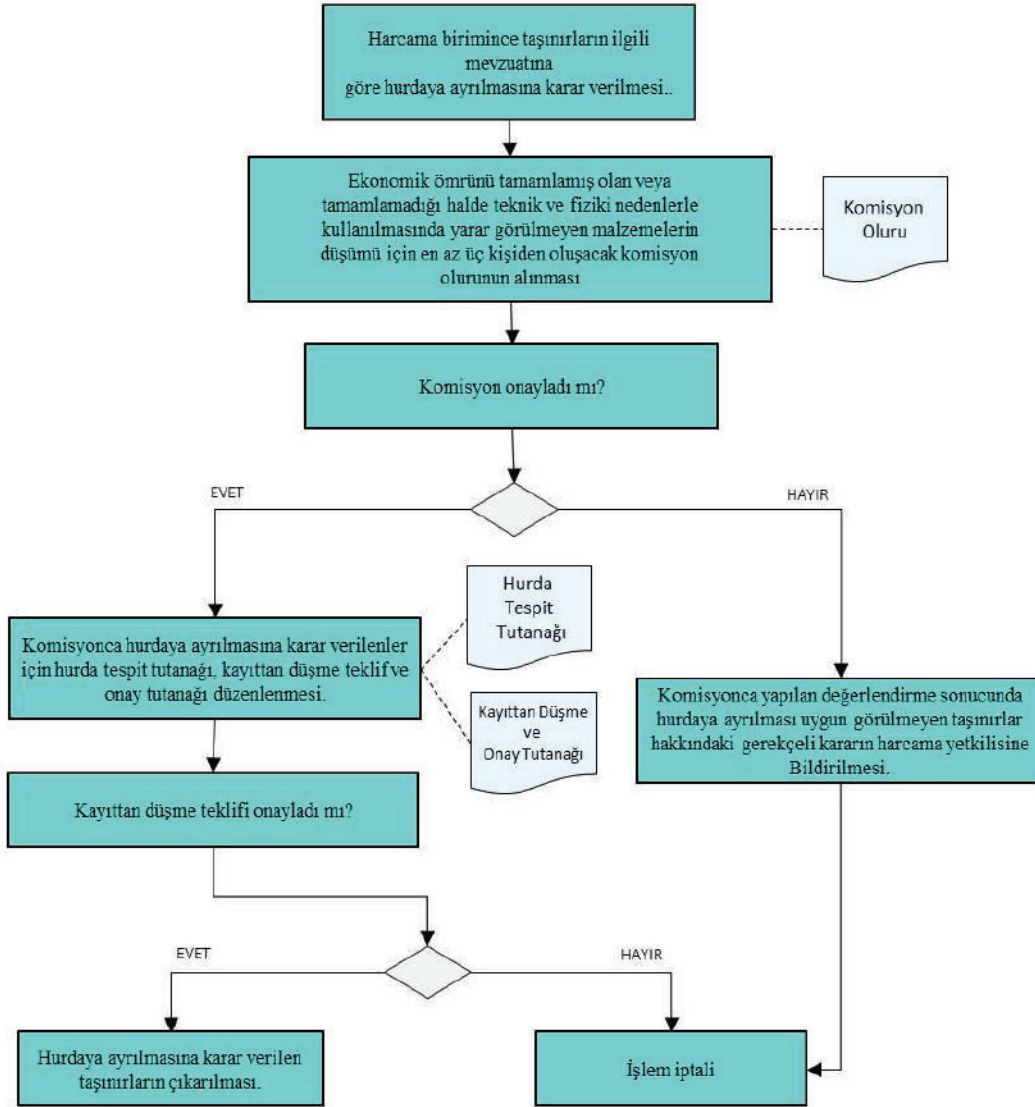 Harcama birimince taşınırların ilgili
mevzuatına
göre hurdaya ayrılmasına karar verilmesi..
Ekonomik ömrünü tamamlamış olan veya
tamamlamadığı halde teknik ve fiziki nedenlerle
kullanılmasında yarar görülmeyen malzemelerin
düşümü için en az üç kişiden oluşacak komisyon
olurunun alınması
Komisyon
Oluru
Komisyon onayladı mı?
EVET
HAYIR
Hurda
Tespit
Tutanağı
Komisyonca hurdaya ayrılmasına karar verilenler
için hurda tespit tutanağı, kayıttan düşme teklif ve
onay tutanağı düzenlenmesi.
Kayıttan Düşme
ve
Onay Tutanağı
Komisyonca yapılan değerlendirme sonucunda
hurdaya ayrılması uygun görülmeyen taşınırlar
hakkındaki gerekçeli kararın harcama yetkilisine
Bildirilmesi.
Kayıttan düşme teklifi onayladı mı?
EVET
HAYIR
Hurdaya ayrılmasına karar verilen
taşınırların çıkarılması.
İşlem iptali